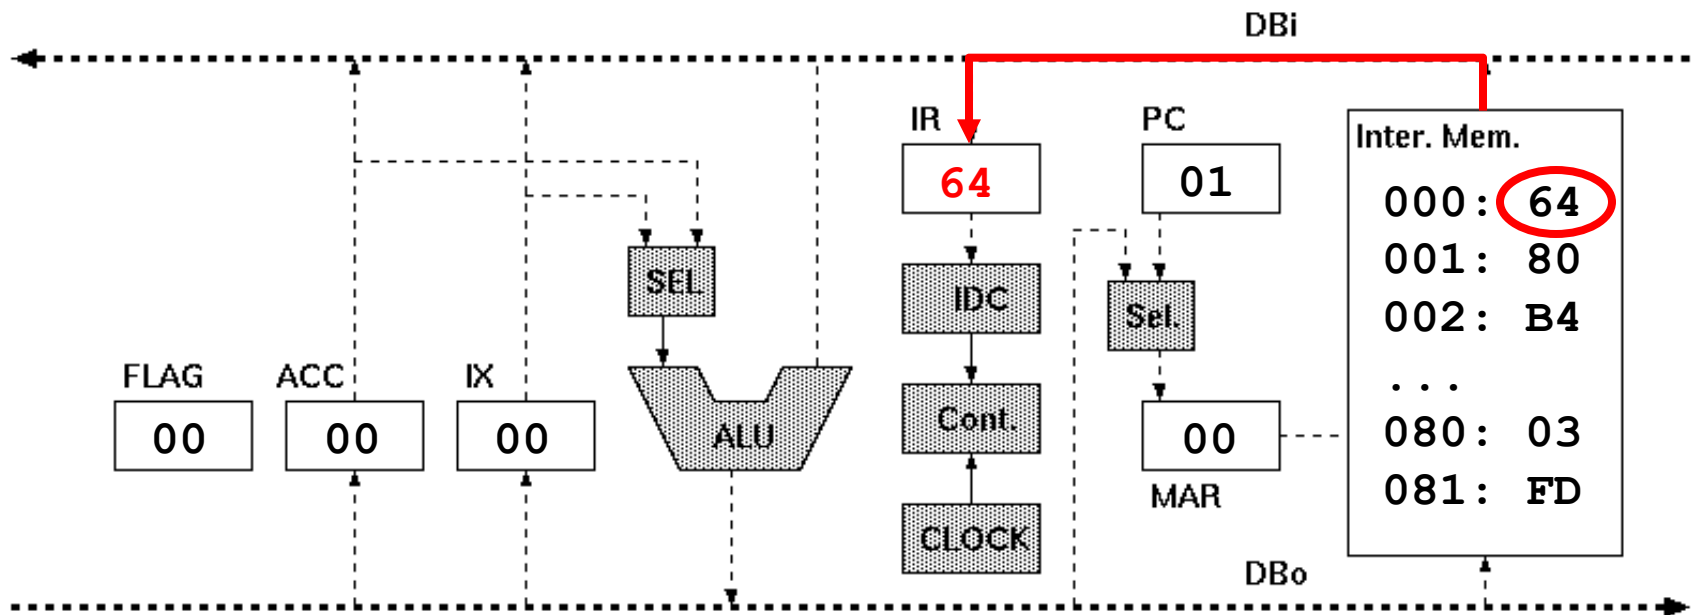 DBi
IR
PC
Inter. Mem.
64
01
000: 64
001: 80
SEL
IDC
Sel.
002: B4
...
FLAG
ACC
IX
00
00
00
ALU
Cont.
00
080: 03
MAR
081: FD
CLOCK
DBo